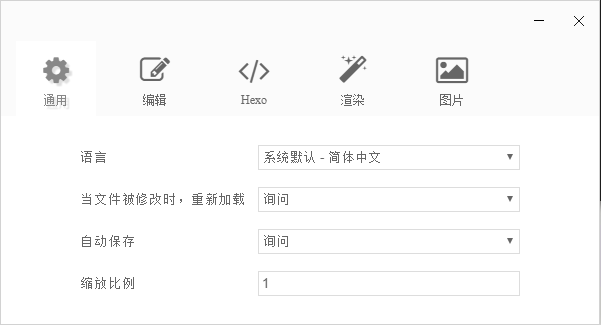 通用 编辑 Hexo 渲染 图片
语言 系统默认 - 简体中文
当文件被修改时，重新加载 询问
自动保存 询问
缩放比例 1